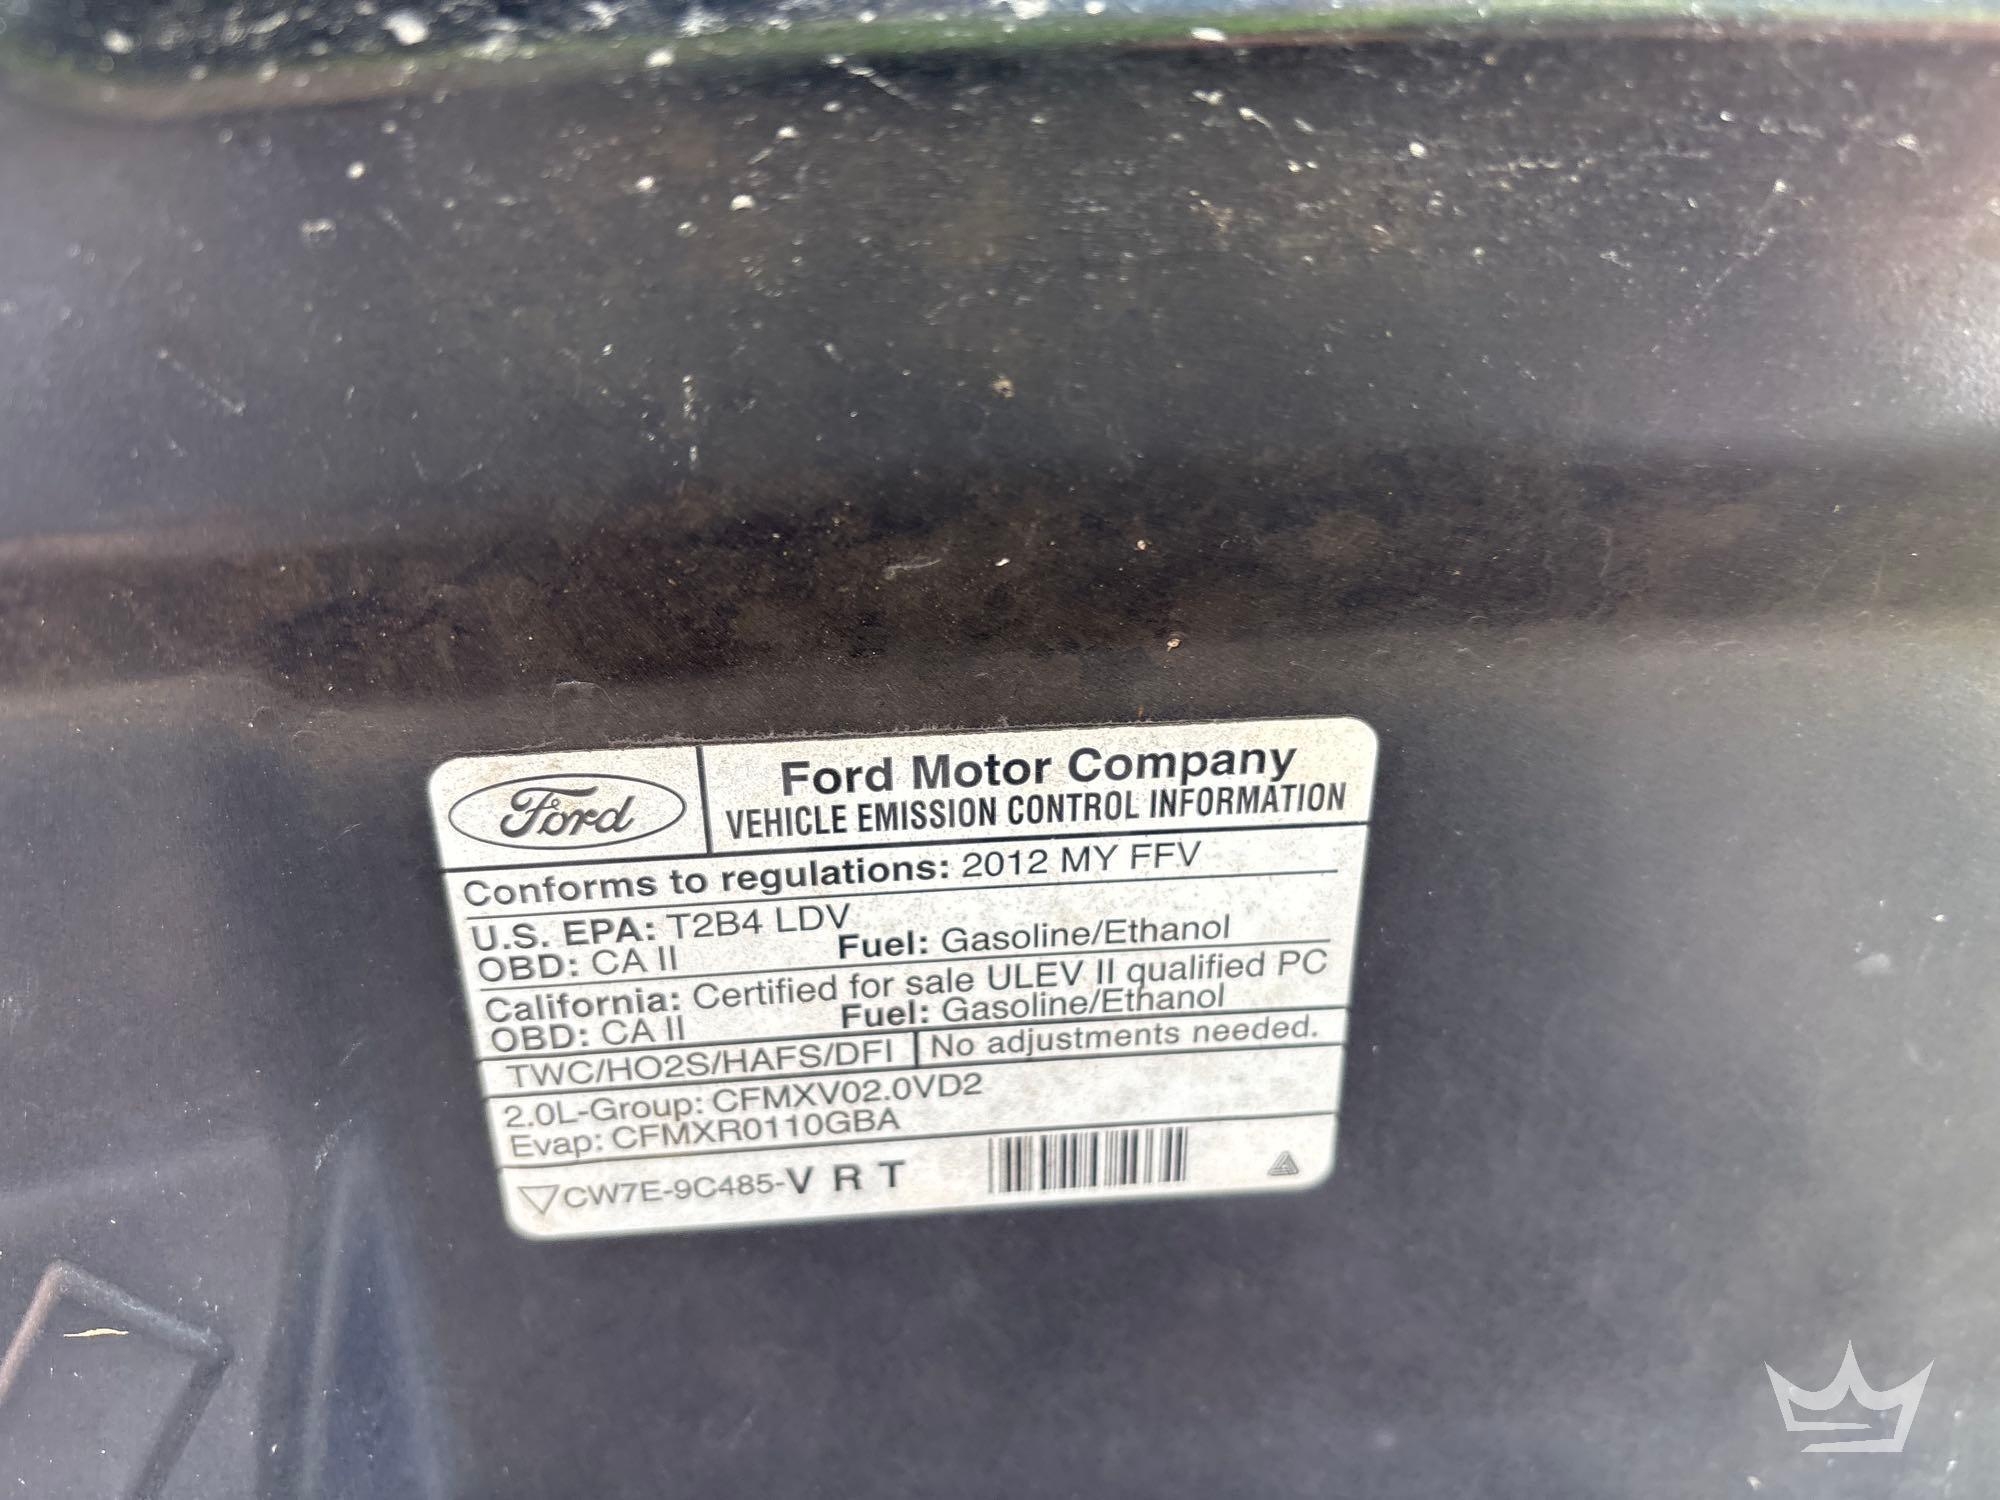 Ford
Ford Motor Company
VEHICLE EMISSION CONTROL INFORMATION
Conforms to regulations: 2012 MY FFV
U.S. EPA: T2B4 LDV
OBD: CA II Fuel: Gasoline/Ethanol
California: Certified for sale ULEV II qualified PC
OBD: CA II Fuel: Gasoline/Ethanol
TWC/HO2S/HAFS/DFI No adjustments needed.
2.0L-Group: CFMXV02.0VD2
Evap: CFMXR0110GBA
CW7E-9C485-V R T